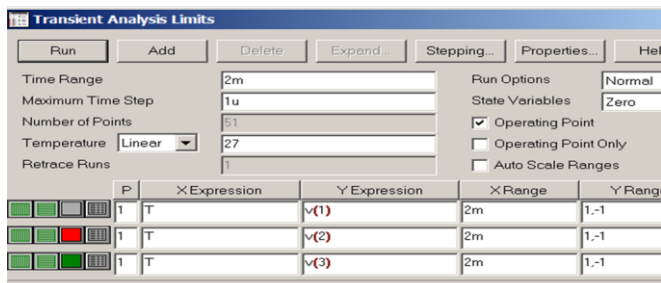 Transient Analysis Limits
Run Add Delete Expand... Stepping... Properties... Hel
Time Range 2m Run Options Normal
Maximum Time Step 1u State Variables Zero
Number of Points 51 Operating Point
Temperature Linear 27 Operating Point Only
Retrace Runs 1 Auto Scale Ranges
P X Expression Y Expression X Range Y Rang
1 T v(1) 2m 1,-1
1 T v(2) 2m 1,-1
1 T v(3) 2m 1,-1